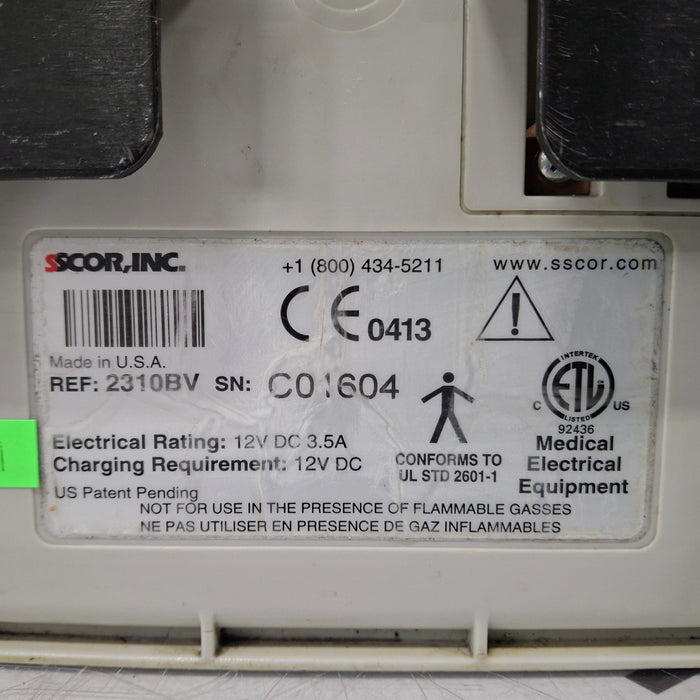 SSCOR, INC. +1 (800) 434-5211 www.sscor.com
CE 0413
Made in U.S.A.
REF: 2310BV SN: C01604
INTERTEK
ETL
C US
LISTED
92436
Electrical Rating: 12V DC 3.5A
Charging Requirement: 12V DC
US Patent Pending
CONFORMS TO
UL STD 2601-1
Medical
Electrical
Equipment
NOT FOR USE IN THE PRESENCE OF FLAMMABLE GASSES
NE PAS UTILISER EN PRESENCE DE GAZ INFLAMMABLES